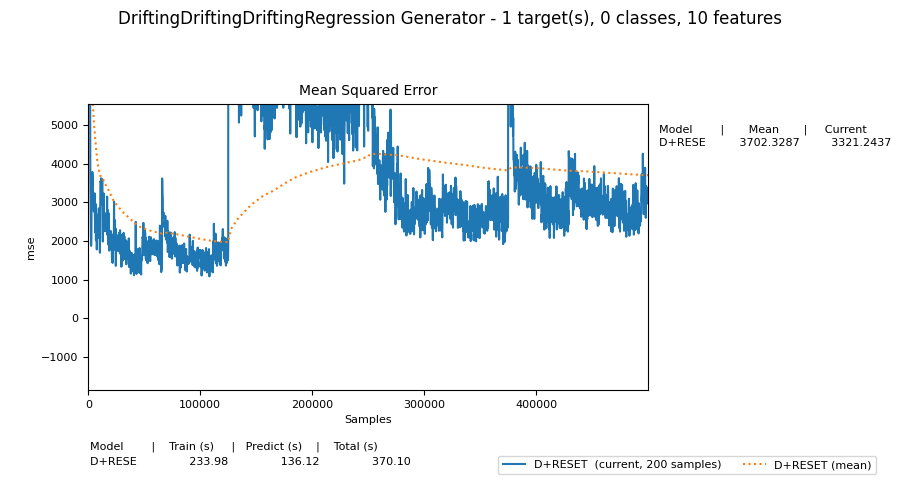 DriftingDriftingDriftingRegression Generator - 1 target(s), 0 classes, 10 features
Mean Squared Error
5000
4000
3000
2000
1000
0
−1000
mse
0 100000 200000 300000 400000
Samples
Model | Mean | Current
D+RESE 3702.3287 3321.2437
Model | Train (s) | Predict (s) | Total (s)
D+RESE 233.98 136.12 370.10
D+RESET (current, 200 samples) D+RESET (mean)